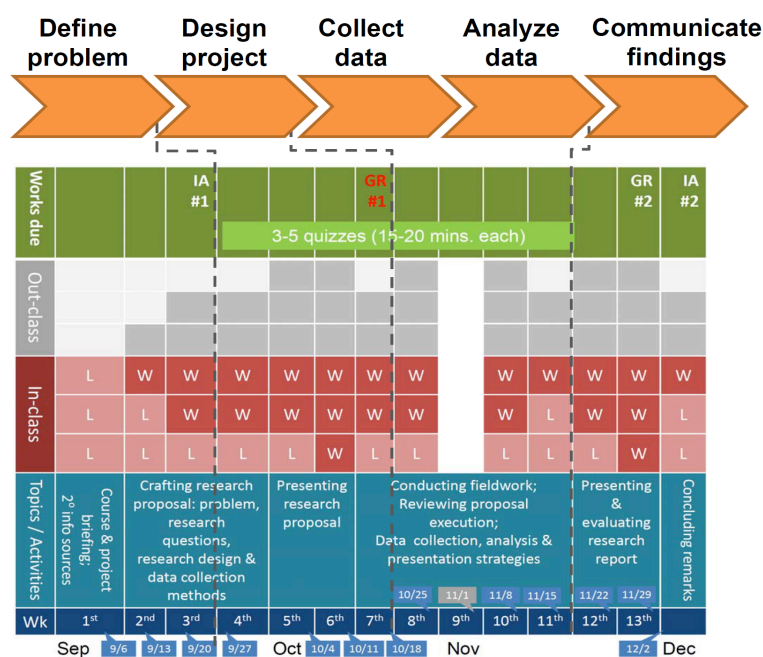 Define problem
Design project
Collect data
Analyze data
Communicate findings
Works due
IA #1
GR #1
GR #2
IA #2
3-5 quizzes (15-20 mins. each)
Out-class
In-class
L W W W W W W W W W W W W
L L W W W W W W W L W W L
L L L L L W L L L L L W L
Topics / Activities
Course & project
briefing;
2º info sources
Crafting research
proposal: problem,
research
questions,
research design &
data collection
methods
Presenting
research
proposal
Conducting fieldwork;
Reviewing proposal
execution;
Data collection, analysis &
presentation strategies
Presenting
&
evaluating
research
report
Concluding remarks
10/25 11/1 11/8 11/15 11/22 11/29
Wk 1st 2nd 3rd 4th 5th 6th 7th 8th 9th 10th 11th 12th 13th
Sep 9/6 9/13 9/20 9/27 Oct 10/4 10/11 10/18 Nov 12/2 Dec